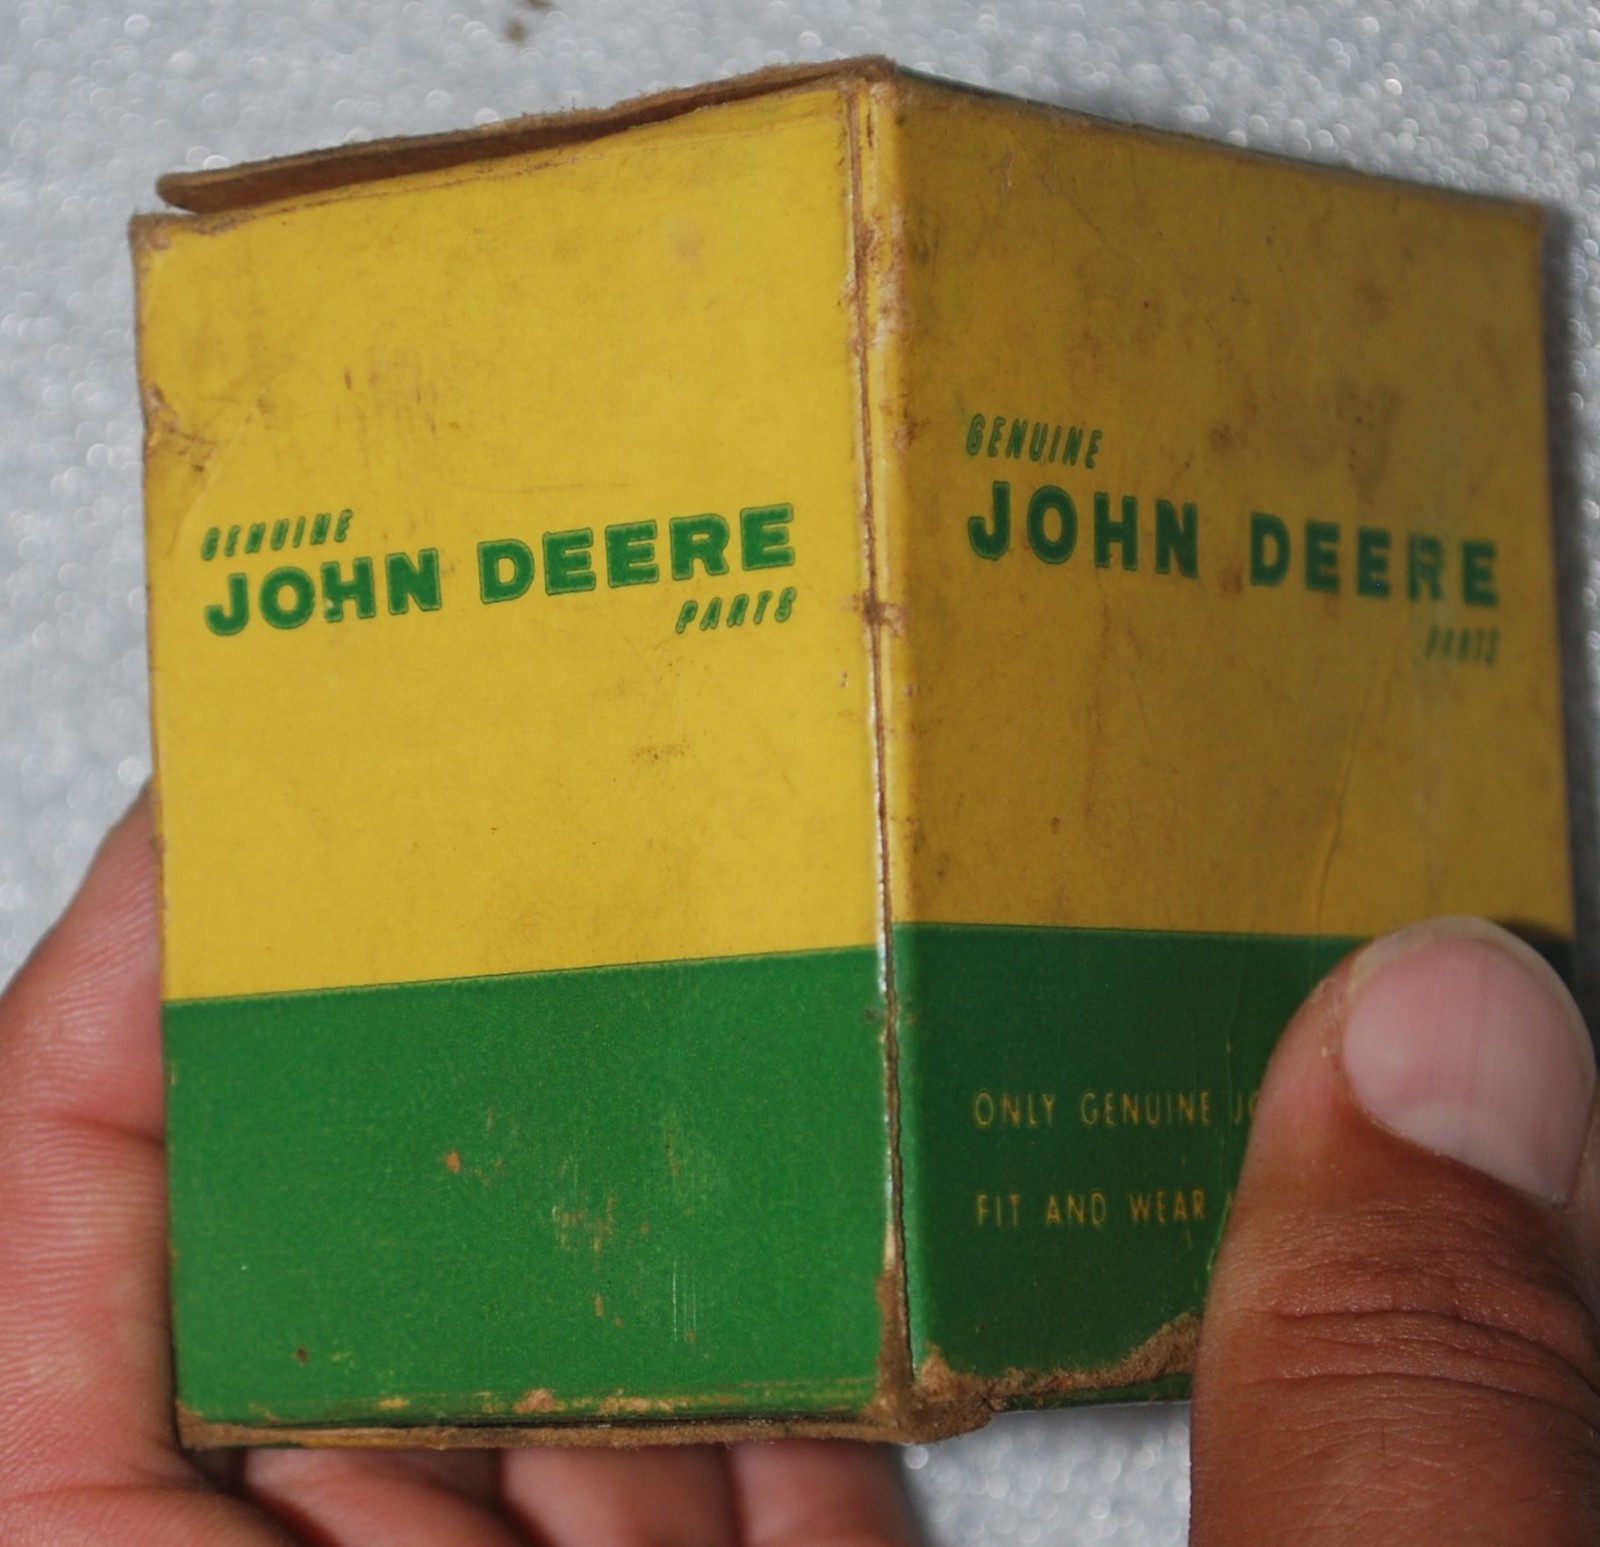 GENUINE
JOHN DEERE
PARTS
GENUINE
JOHN DEERE
PARTS
ONLY GENUINE
FIT AND WEAR